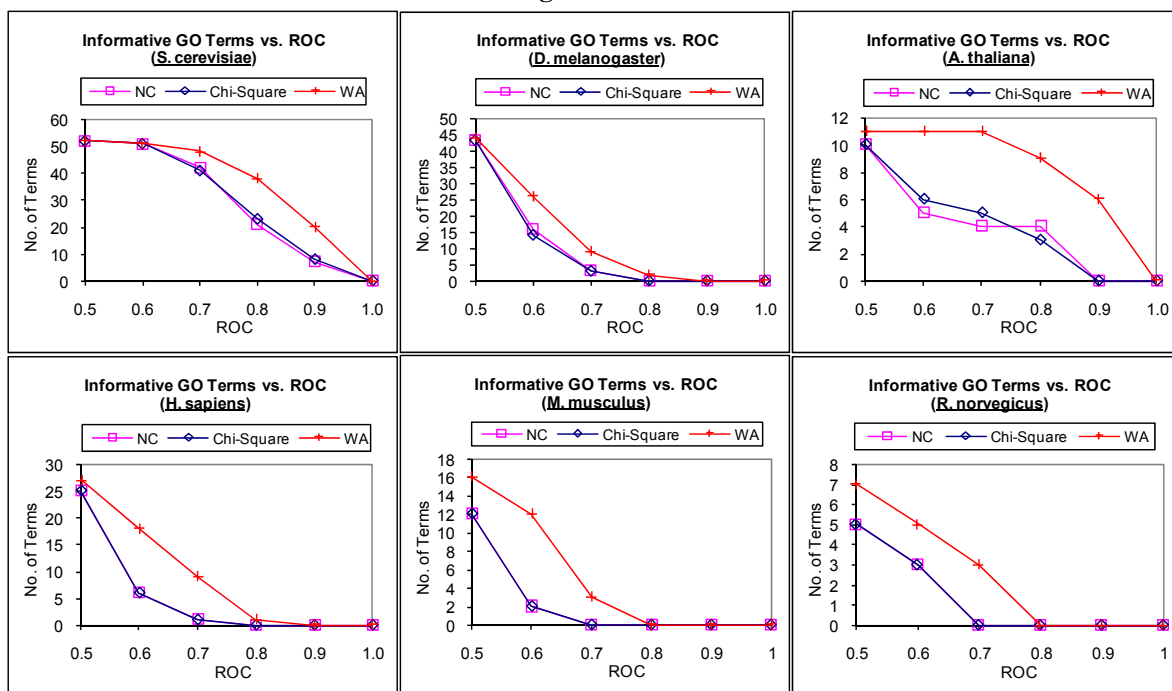 Informative GO Terms vs. ROC
(S. cerevisiae)
NC Chi-Square WA
No. of Terms
60
50
40
30
20
10
0
0.5 0.6 0.7 0.8 0.9 1.0
ROC
Informative GO Terms vs. ROC
(D. melanogaster)
NC Chi-Square WA
No. of Terms
50
45
40
35
30
25
20
15
10
5
0
0.5 0.6 0.7 0.8 0.9 1.0
ROC
Informative GO Terms vs. ROC
(A. thaliana)
NC Chi-Square WA
No. of Terms
12
10
8
6
4
2
0
0.5 0.6 0.7 0.8 0.9 1.0
ROC
Informative GO Terms vs. ROC
(H. sapiens)
NC Chi-Square WA
No. of Terms
30
25
20
15
10
5
0
0.5 0.6 0.7 0.8 0.9 1.0
ROC
Informative GO Terms vs. ROC
(M. musculus)
NC Chi-Square WA
No. of Terms
18
16
14
12
10
8
6
4
2
0
0.5 0.6 0.7 0.8 0.9 1
ROC
Informative GO Terms vs. ROC
(R. norvegicus)
NC Chi-Square WA
No. of Terms
8
7
6
5
4
3
2
1
0
0.5 0.6 0.7 0.8 0.9 1
ROC